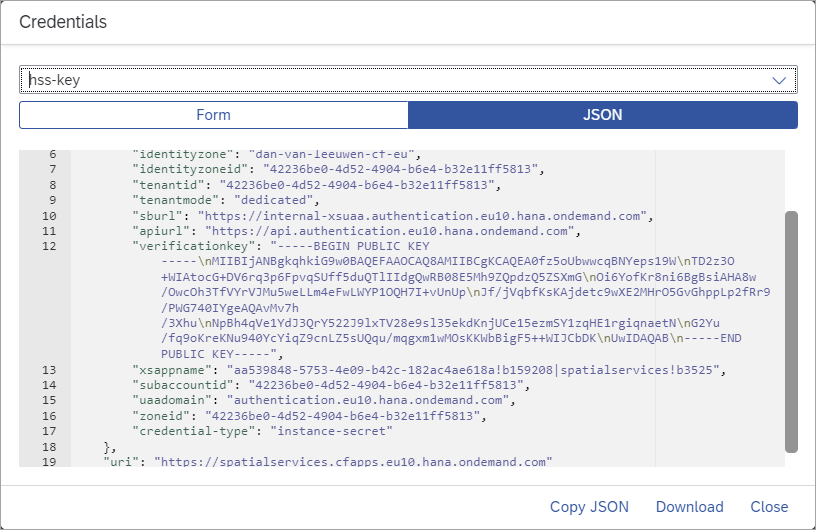 Credentials
hss-key
Form JSON
6 "identityzone": "dan-van-leeuwen-cf-eu",
7 "identityzoneid": "42236be0-4d52-4904-b6e4-b32e11ff5813",
8 "tenantid": "42236be0-4d52-4904-b6e4-b32e11ff5813",
9 "tenantmode": "dedicated",
10 "sburl": "https://internal-xsuaa.authentication.eu10.hana.ondemand.com",
11 "apiurl": "https://api.authentication.eu10.hana.ondemand.com",
12 "verificationkey": "-----BEGIN PUBLIC KEY
-----\nMIIBIjANBgkqhkiG9w0BAQEFAAOCAQ8AMIIBCgKCAQEA0fz5oUbwwcqBNYeps19W\nTD2z3O
+WIAtocG+DV6rq3p6FpvqSUff5duQTlIIdgQwRB08E5Mh9ZQpdzQ5ZSXmG\nOi6YofKr8ni6BgBsiAHA8w
/OwcOh3TfVYrVJMu5weLLm4eFwLWYP1OQH7I+vUnUp\nJf/jVqbfKsKAjdetc9wXE2MHrO5GvGhppLp2fRr9
/PWG740IYgeAQAvMv7h
/3Xhu\nNpBh4qVe1YdJ3QrY522J9lxTV28e9sl35ekdKnjUCe15ezmSY1zqHE1rgiqnaetN\nG2Yu
/fq9oKreKNu940YcYiqZ9cnLZ5sUQqu/mqgxm1wMOsKKWbBigF5++WIJCbDK\nUwIDAQAB\n-----END
PUBLIC KEY-----",
13 "xsappname": "aa539848-5753-4e09-b42c-182ac4ae618a!b159208|spatialservices!b3525",
14 "subaccountid": "42236be0-4d52-4904-b6e4-b32e11ff5813",
15 "uaadomain": "authentication.eu10.hana.ondemand.com",
16 "zoneid": "42236be0-4d52-4904-b6e4-b32e11ff5813",
17 "credential-type": "instance-secret"
18 },
19 "uri": "https://spatialservices.cfapps.eu10.hana.ondemand.com"
Copy JSON Download Close